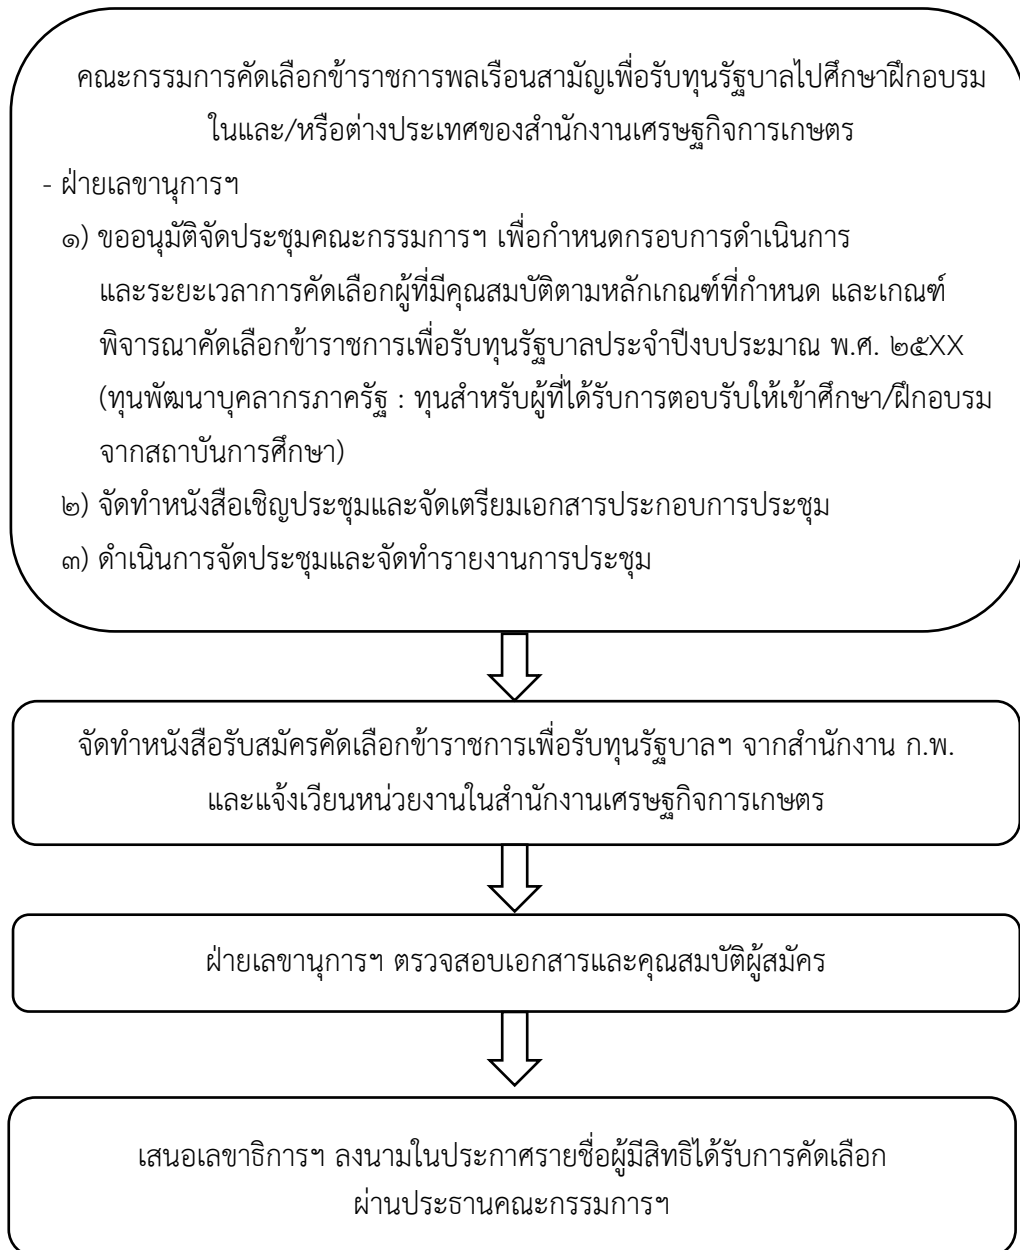 คณะกรรมการคัดเลือกข้าราชการพลเรือนสามัญเพื่อรับทุนรัฐบาลไปศึกษาฝึกอบรม
ในและ/หรือต่างประเทศของสำนักงานเศรษฐกิจการเกษตร
- ฝ่ายเลขานุการฯ
๑) ขออนุมัติจัดประชุมคณะกรรมการฯ เพื่อกำหนดกรอบการดำเนินการ
และระยะเวลาการคัดเลือกผู้ที่มีคุณสมบัติตามหลักเกณฑ์ที่กำหนด และเกณฑ์
พิจารณาคัดเลือกข้าราชการเพื่อรับทุนรัฐบาลประจำปีงบประมาณ พ.ศ. ๒๕XX
(ทุนพัฒนาบุคลากรภาครัฐ : ทุนสำหรับผู้ที่ได้รับการตอบรับให้เข้าศึกษา/ฝึกอบรม
จากสถาบันการศึกษา)
๒) จัดทำหนังสือเชิญประชุมและจัดเตรียมเอกสารประกอบการประชุม
๓) ดำเนินการจัดประชุมและจัดทำรายงานการประชุม
จัดทำหนังสือรับสมัครคัดเลือกข้าราชการเพื่อรับทุนรัฐบาลฯ จากสำนักงาน ก.พ.
และแจ้งเวียนหน่วยงานในสำนักงานเศรษฐกิจการเกษตร
ฝ่ายเลขานุการฯ ตรวจสอบเอกสารและคุณสมบัติผู้สมัคร
เสนอเลขาธิการฯ ลงนามในประกาศรายชื่อผู้มีสิทธิได้รับการคัดเลือก
ผ่านประธานคณะกรรมการฯ